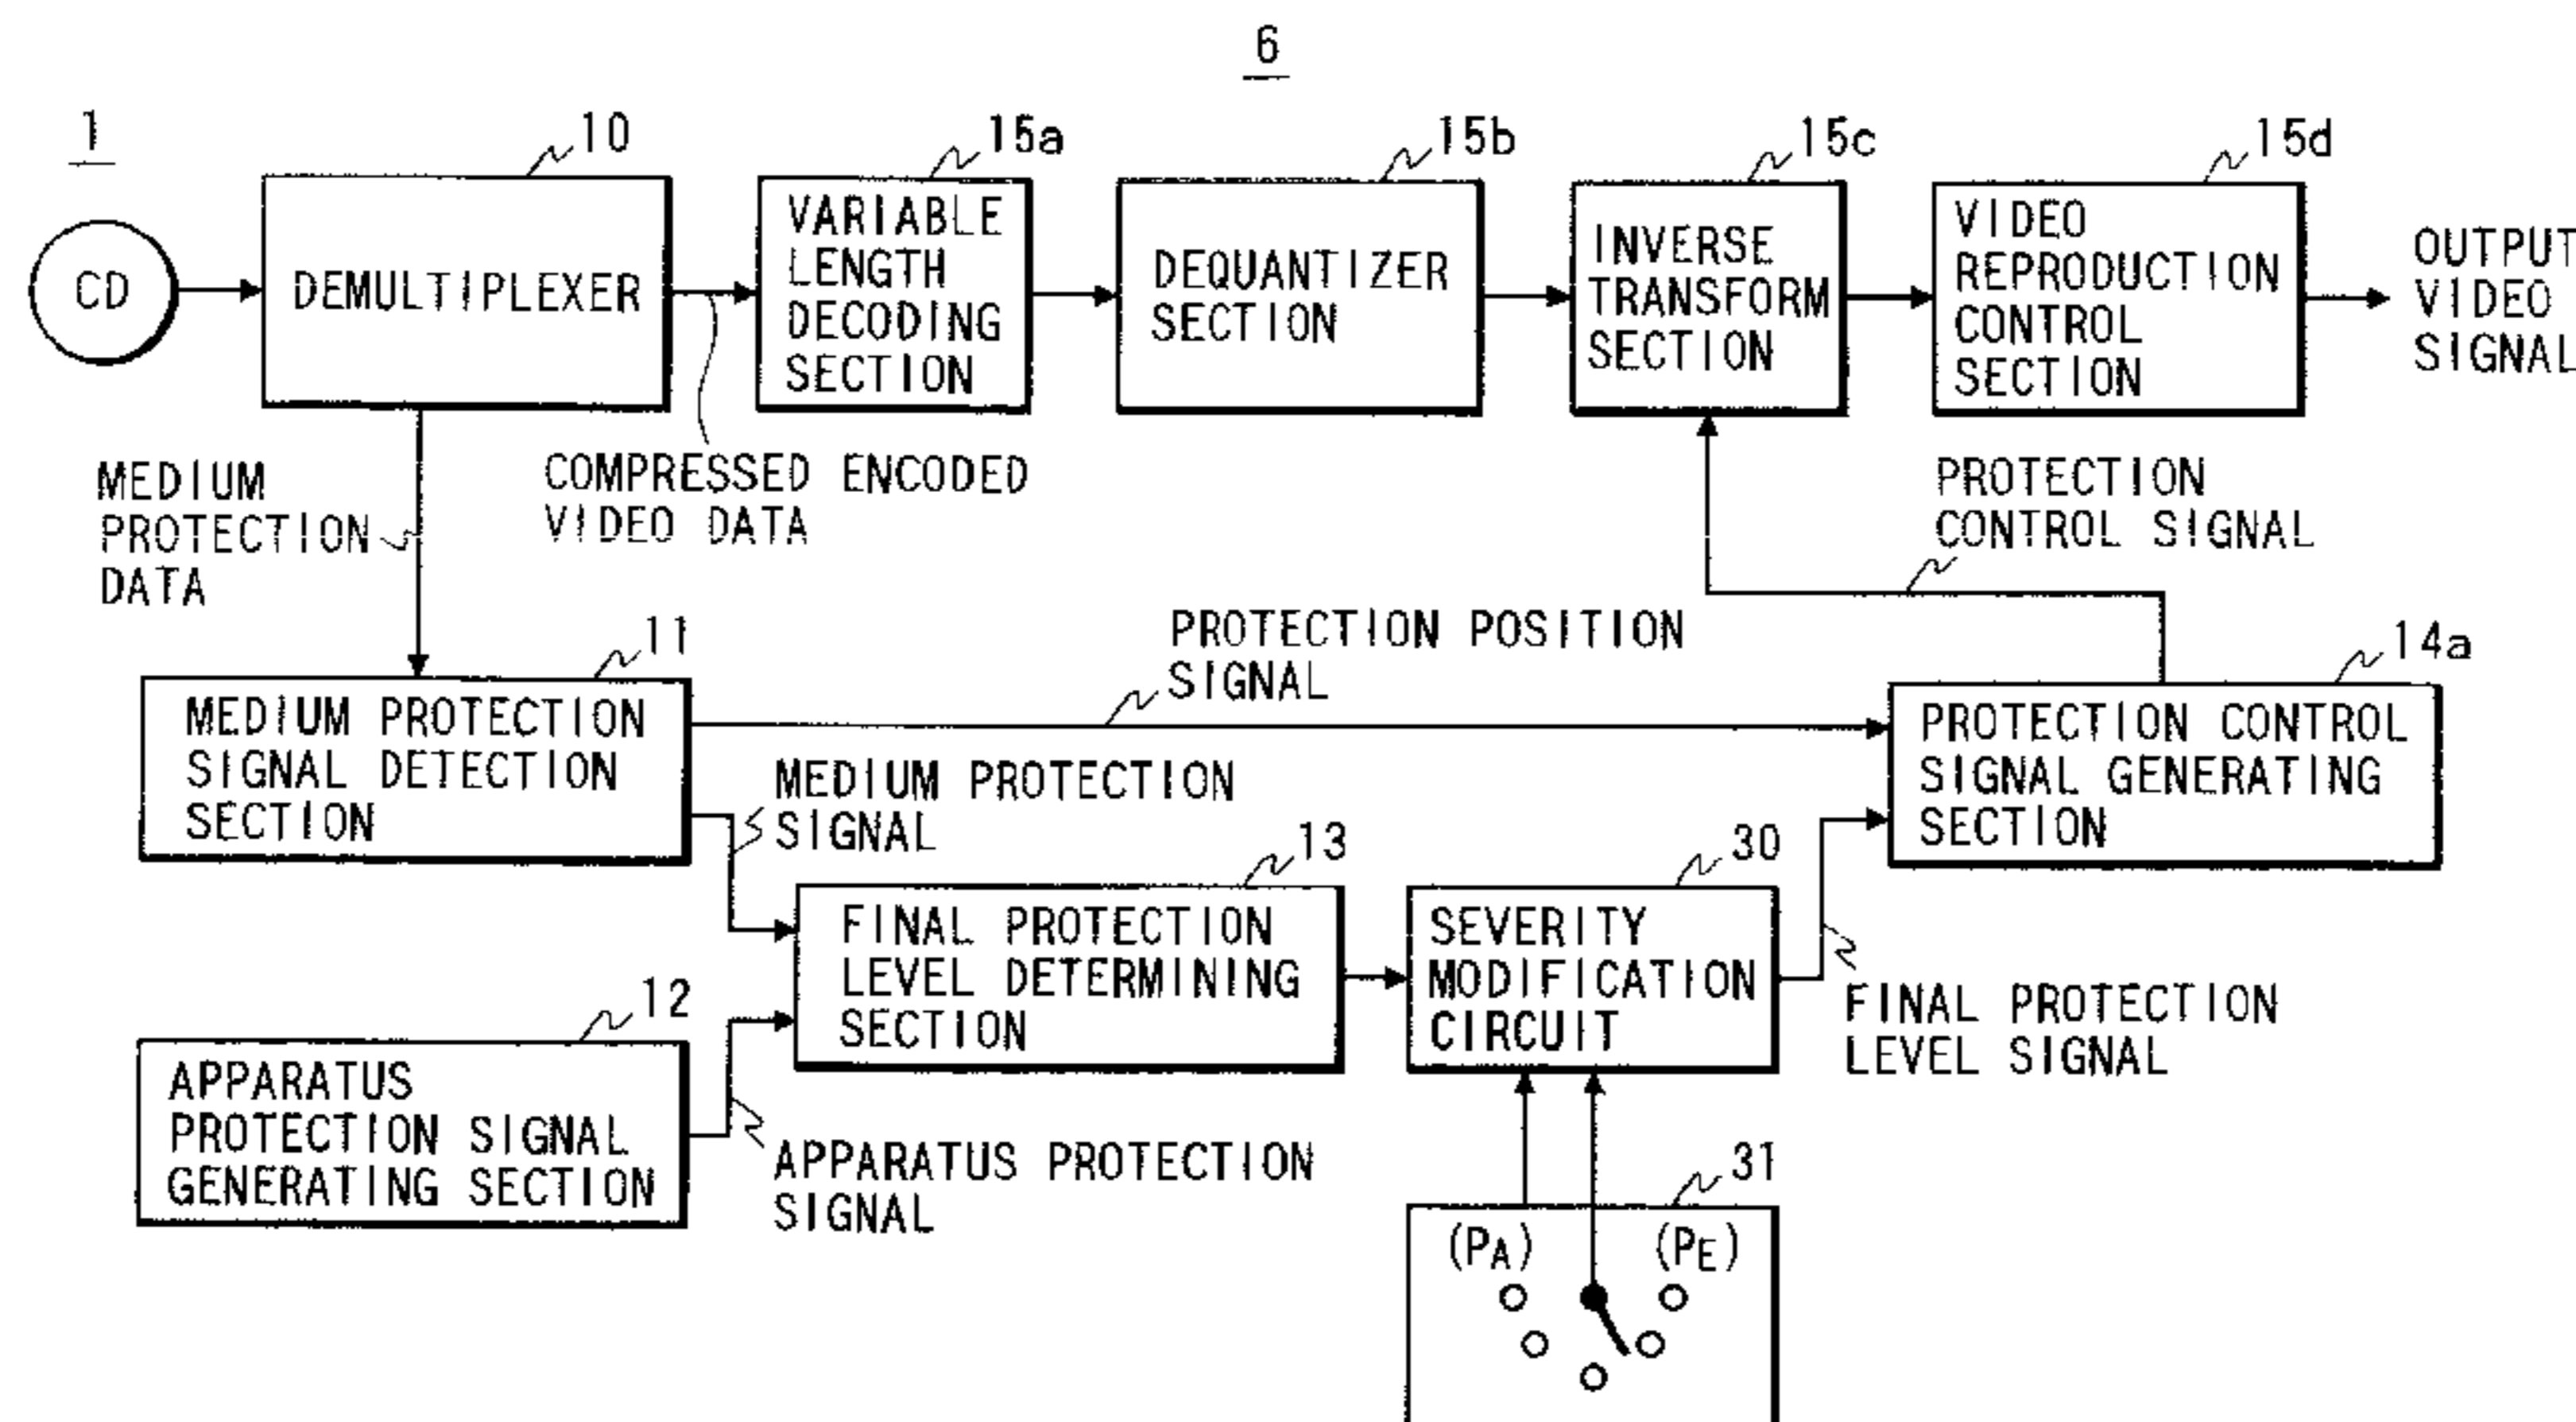 6
1
10
15a
15b
15c
15d
CD
DEMULTIPLEXER
VARIABLE
LENGTH
DECODING
SECTION
DEQUANTIZER
SECTION
INVERSE
TRANSFORM
SECTION
VIDEO
REPRODUCTION
CONTROL
SECTION
OUTPUT
VIDEO
SIGNAL
MEDIUM
PROTECTION
DATA
COMPRESSED ENCODED
VIDEO DATA
PROTECTION
CONTROL SIGNAL
PROTECTION POSITION
SIGNAL
11
14a
MEDIUM PROTECTION
SIGNAL DETECTION
SECTION
PROTECTION CONTROL
SIGNAL GENERATING
SECTION
MEDIUM PROTECTION
SIGNAL
13
30
FINAL PROTECTION
LEVEL DETERMINING
SECTION
SEVERITY
MODIFICATION
CIRCUIT
FINAL PROTECTION
LEVEL SIGNAL
12
APPARATUS
PROTECTION SIGNAL
GENERATING SECTION
APPARATUS PROTECTION
SIGNAL
31
(PA)
(PE)